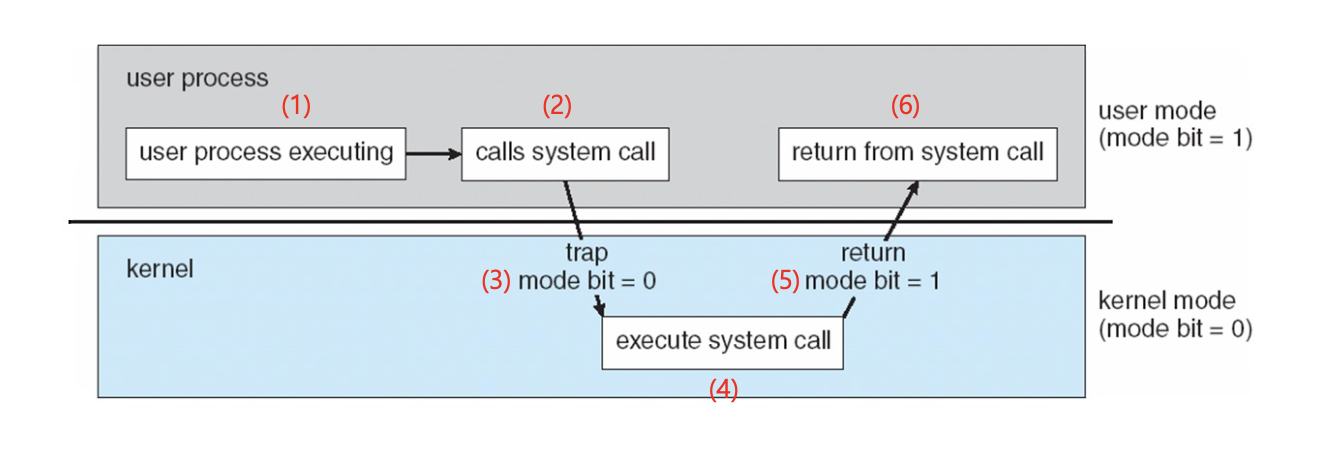 user process
(1)
(2)
(6)
user process executing
calls system call
return from system call
user mode
(mode bit = 1)
kernel
trap
(3) mode bit = 0
return
(5) mode bit = 1
execute system call
(4)
kernel mode
(mode bit = 0)